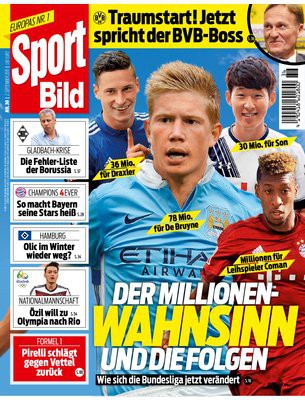 EUROPAS NR. 1
Sport
Bild
BVB
09
Traumstart! Jetzt
spricht der BVB-Boss
GLADBACH-KRISE
Die Fehler-Liste
der Borussia
CHAMPIONS 4EVER
So macht Bayern
seine Stars heiß
HAMBURG
Olic im Winter
wieder weg?
NATIONALMANNSCHAFT
Özil will zu
Olympia nach Rio
FORMEL 1
Pirelli schlägt
gegen Vettel
zurück
36 Mio.
für Draxler
30 Mio. für Son
78 Mio.
für De Bruyne
Millionen für
Leihspieler Coman
ETIHAD
AIRWAYS
DER MILLIONEN-
WAHNSINN
UND DIE FOLGEN
Wie sich die Bundesliga jetzt verändert